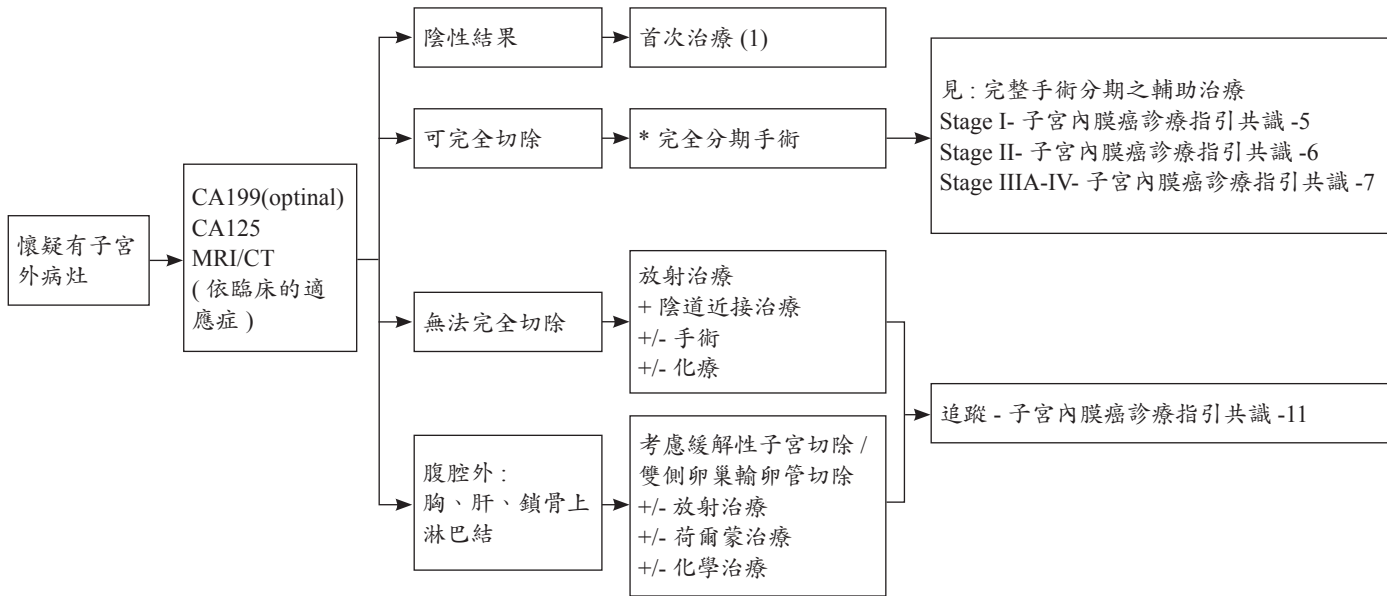 懷疑有子宮
外病灶
CA199(optinal)
CA125
MRI/CT
( 依臨床的適
應症 )
陰性結果
首次治療 (1)
可完全切除
* 完全分期手術
見 : 完整手術分期之輔助治療
Stage I- 子宮內膜癌診療指引共識 -5
Stage II- 子宮內膜癌診療指引共識 -6
Stage IIIA-IV- 子宮內膜癌診療指引共識 -7
無法完全切除
放射治療
+ 陰道近接治療
+/- 手術
+/- 化療
腹腔外 :
胸、肝、鎖骨上
淋巴結
考慮緩解性子宮切除 /
雙側卵巢輸卵管切除
+/- 放射治療
+/- 荷爾蒙治療
+/- 化學治療
追蹤 - 子宮內膜癌診療指引共識 -11